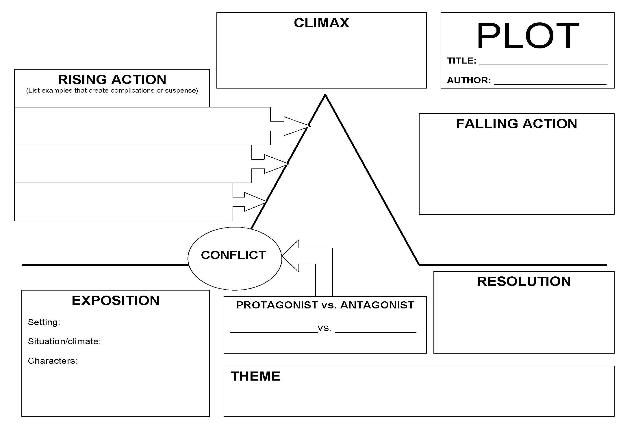 CLIMAX
PLOT
TITLE:
AUTHOR:
RISING ACTION
(List examples that create complications or suspense)
FALLING ACTION
CONFLICT
RESOLUTION
EXPOSITION
Setting:
Situation/climate:
Characters:
PROTAGONIST vs. ANTAGONIST
vs.
THEME